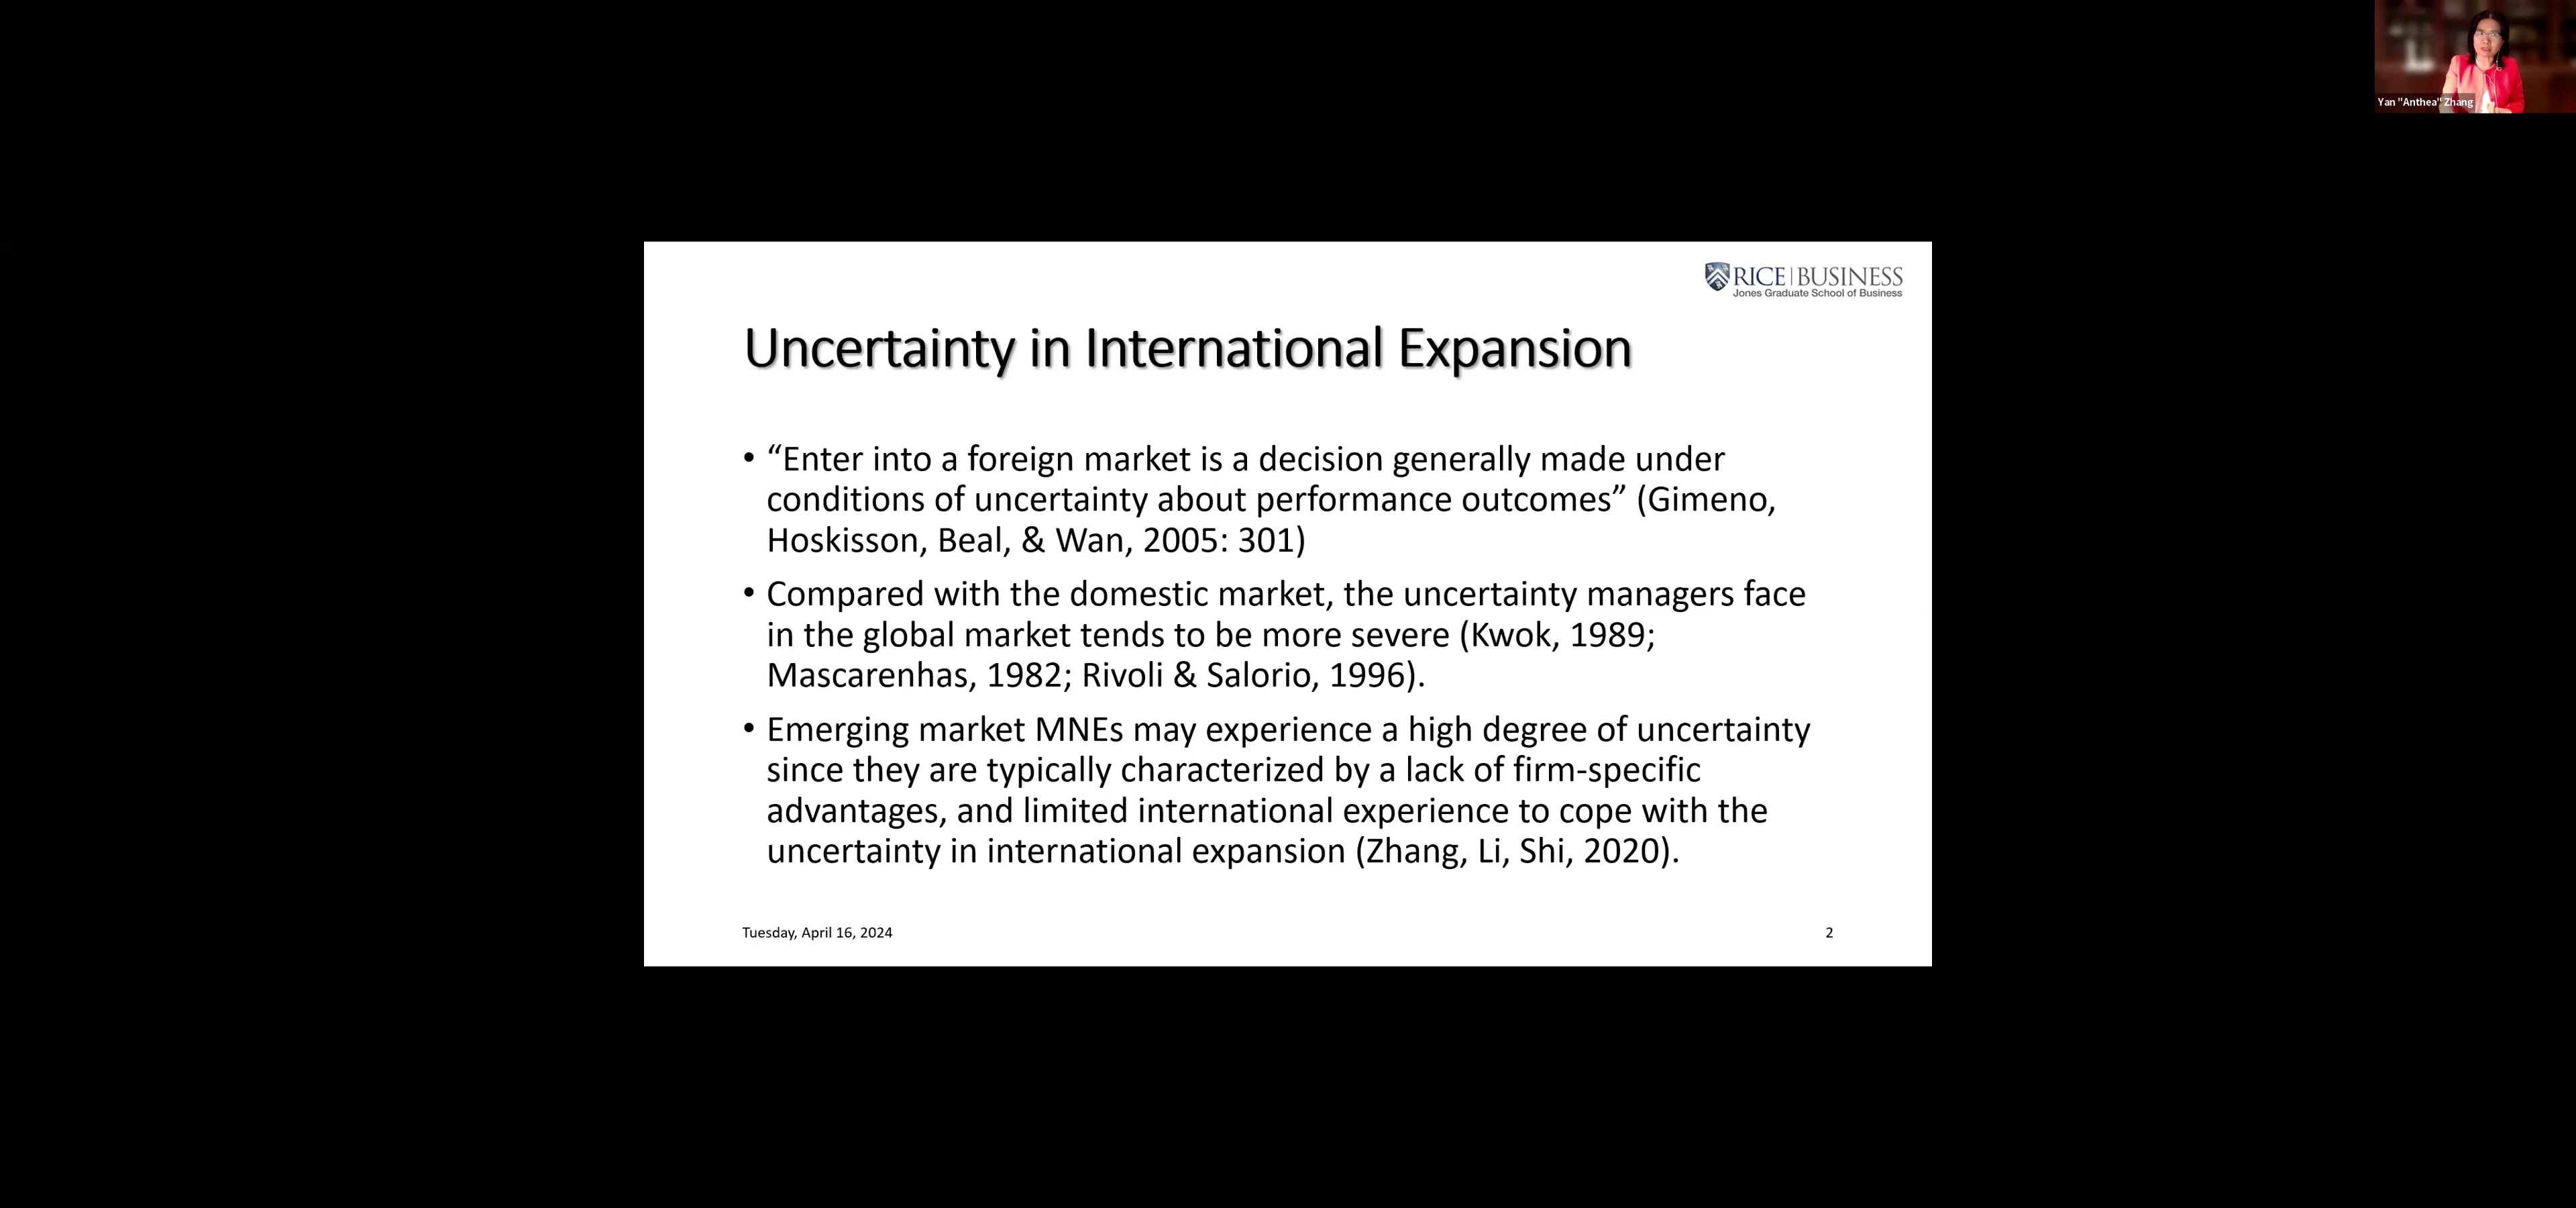 Yan "Anthea" Zhang
RICE | BUSINESS
Jones Graduate School of Business
Uncertainty in International Expansion
• “Enter into a foreign market is a decision generally made under
conditions of uncertainty about performance outcomes” (Gimeno,
Hoskisson, Beal, & Wan, 2005: 301)
• Compared with the domestic market, the uncertainty managers face
in the global market tends to be more severe (Kwok, 1989;
Mascarenhas, 1982; Rivoli & Salorio, 1996).
• Emerging market MNEs may experience a high degree of uncertainty
since they are typically characterized by a lack of firm-specific
advantages, and limited international experience to cope with the
uncertainty in international expansion (Zhang, Li, Shi, 2020).
Tuesday, April 16, 2024
2